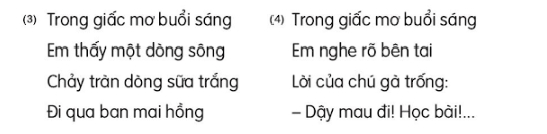 (3) Trong giấc mơ buổi sáng
Em thấy một dòng sông
Chảy tràn dòng sữa trắng
Đi qua ban mai hồng
(4) Trong giấc mơ buổi sáng
Em nghe rõ bên tai
Lời của chú gà trống:
– Dậy mau đi! Học bài!...